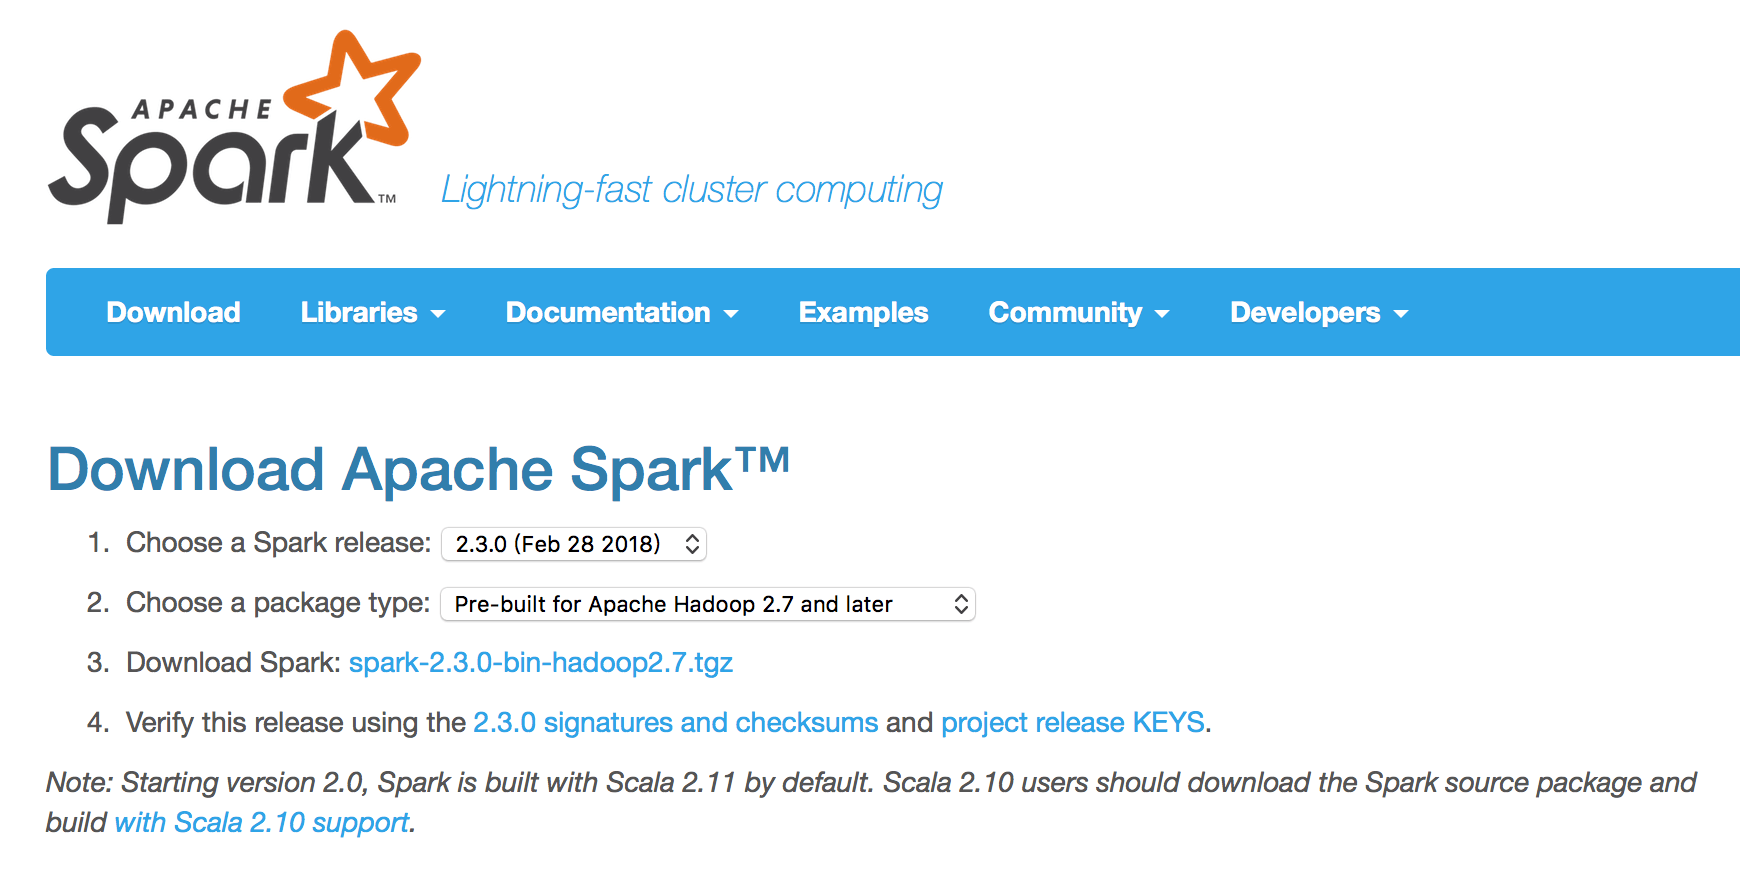 APACHE
Spark™
Lightning-fast cluster computing
Download Libraries Documentation Examples Community Developers
Download Apache Spark™
1. Choose a Spark release: 2.3.0 (Feb 28 2018)
2. Choose a package type: Pre-built for Apache Hadoop 2.7 and later
3. Download Spark: spark-2.3.0-bin-hadoop2.7.tgz
4. Verify this release using the 2.3.0 signatures and checksums and project release KEYS.
Note: Starting version 2.0, Spark is built with Scala 2.11 by default. Scala 2.10 users should download the Spark source package and
build with Scala 2.10 support.